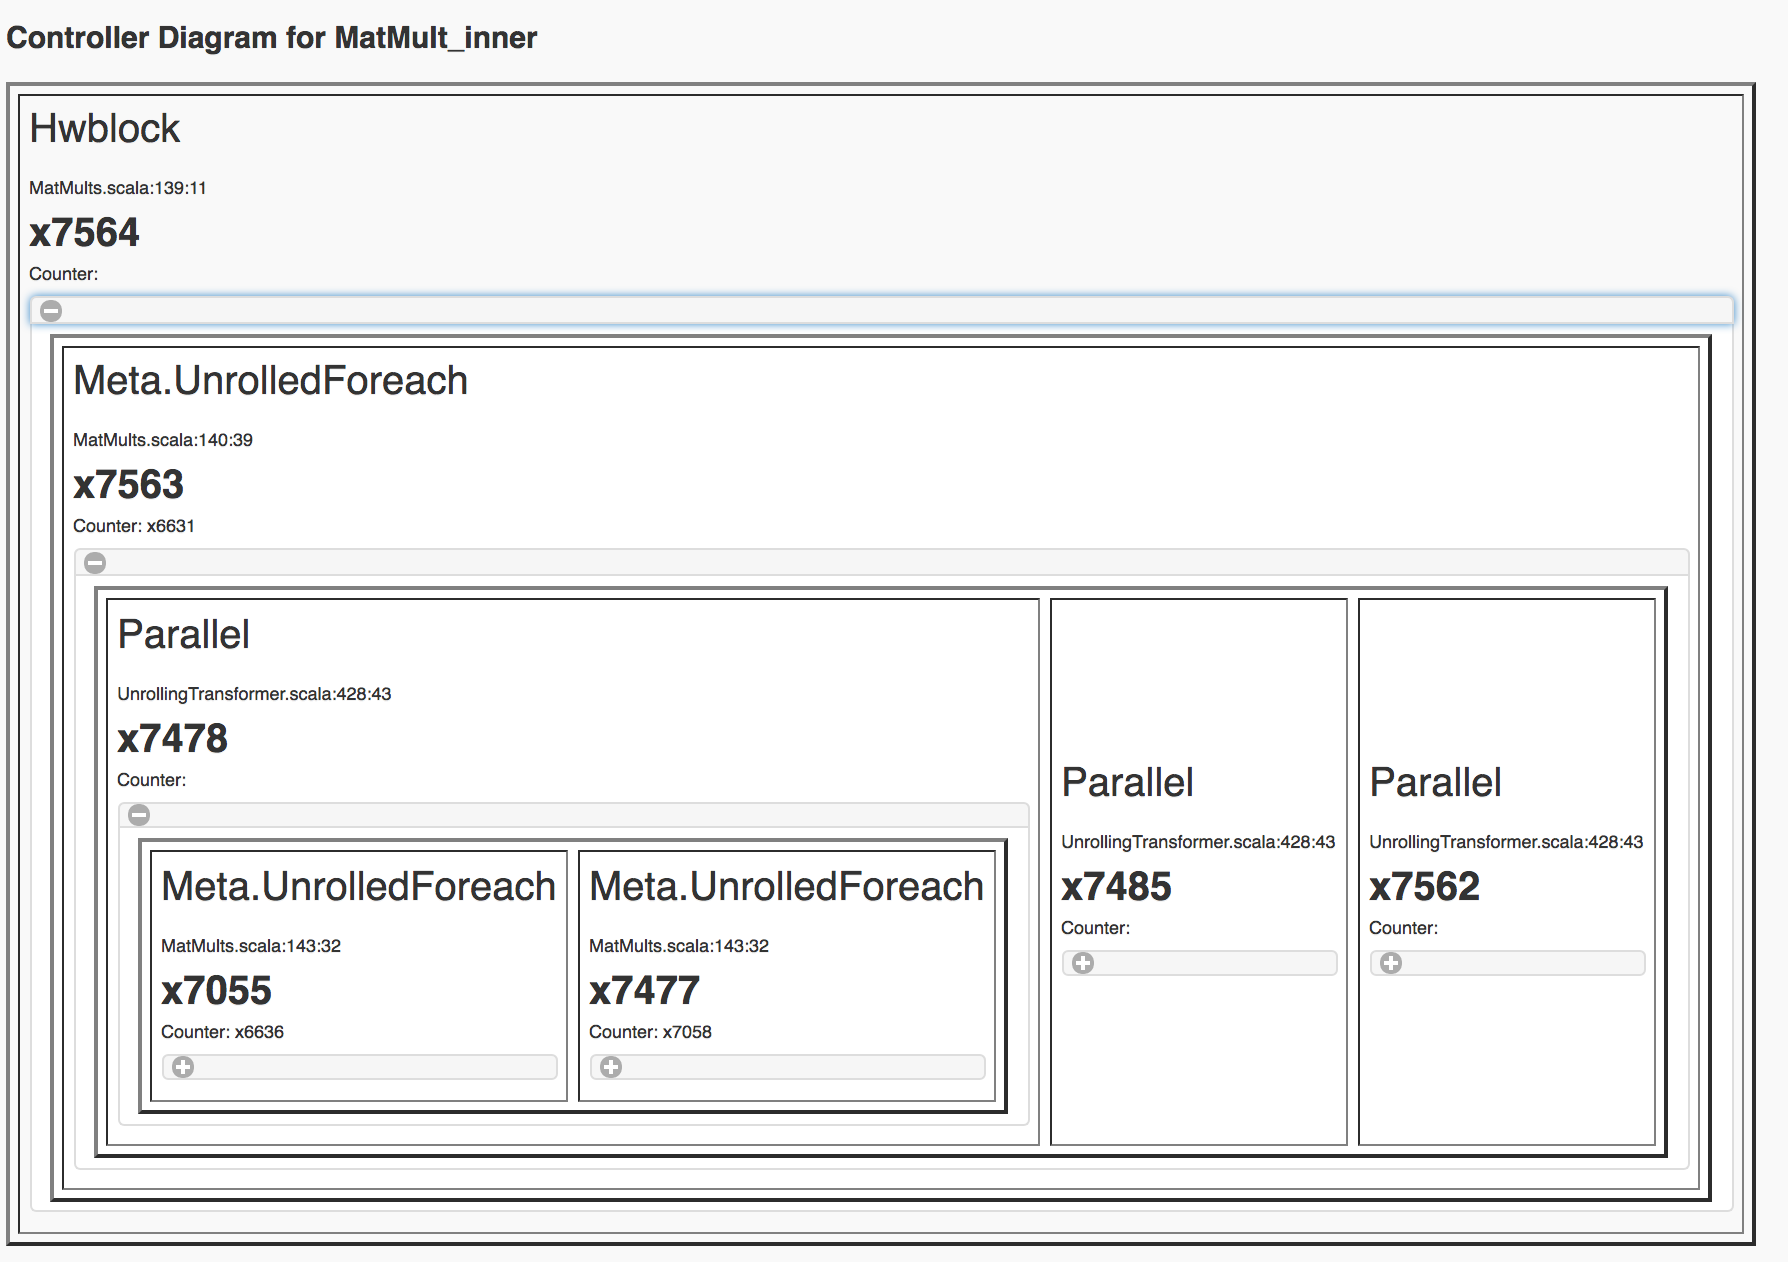 Controller Diagram for MatMult_inner
Hwblock
MatMults.scala:139:11
x7564
Counter:
Meta.UnrolledForeach
MatMults.scala:140:39
x7563
Counter: x6631
Parallel
UnrollingTransformer.scala:428:43
x7478
Counter:
Meta.UnrolledForeach
MatMults.scala:143:32
x7055
Counter: x6636
Meta.UnrolledForeach
MatMults.scala:143:32
x7477
Counter: x7058
Parallel
UnrollingTransformer.scala:428:43
x7485
Counter:
Parallel
UnrollingTransformer.scala:428:43
x7562
Counter: